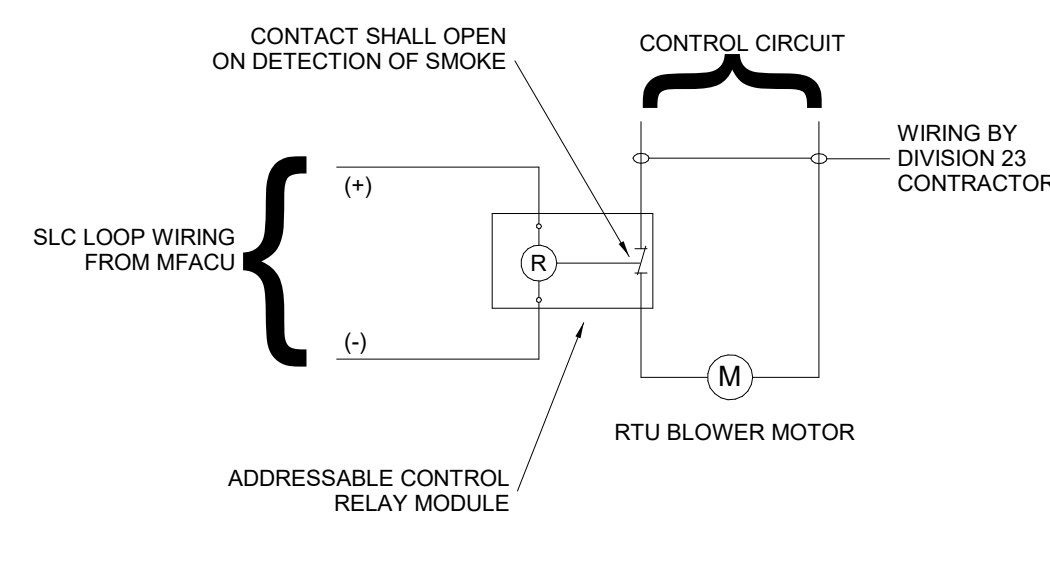 CONTACT SHALL OPEN
ON DETECTION OF SMOKE
CONTROL CIRCUIT
WIRING BY
DIVISION 23
CONTRACTOR
(+)
SLC LOOP WIRING
FROM MFACU
R
(-)
M
RTU BLOWER MOTOR
ADDRESSABLE CONTROL
RELAY MODULE